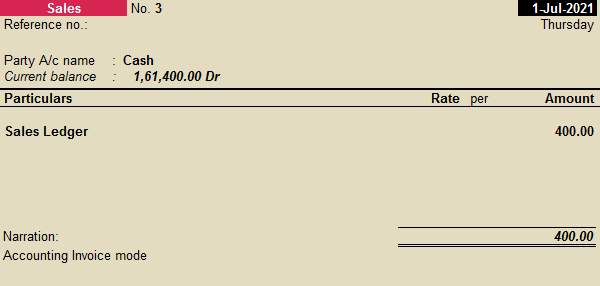 Sales No. 3 1-Jul-2021
Reference no.: Thursday
Party A/c name : Cash
Current balance : 1,61,400.00 Dr
Particulars Rate per Amount
Sales Ledger 400.00
Narration: 400.00
Accounting Invoice mode